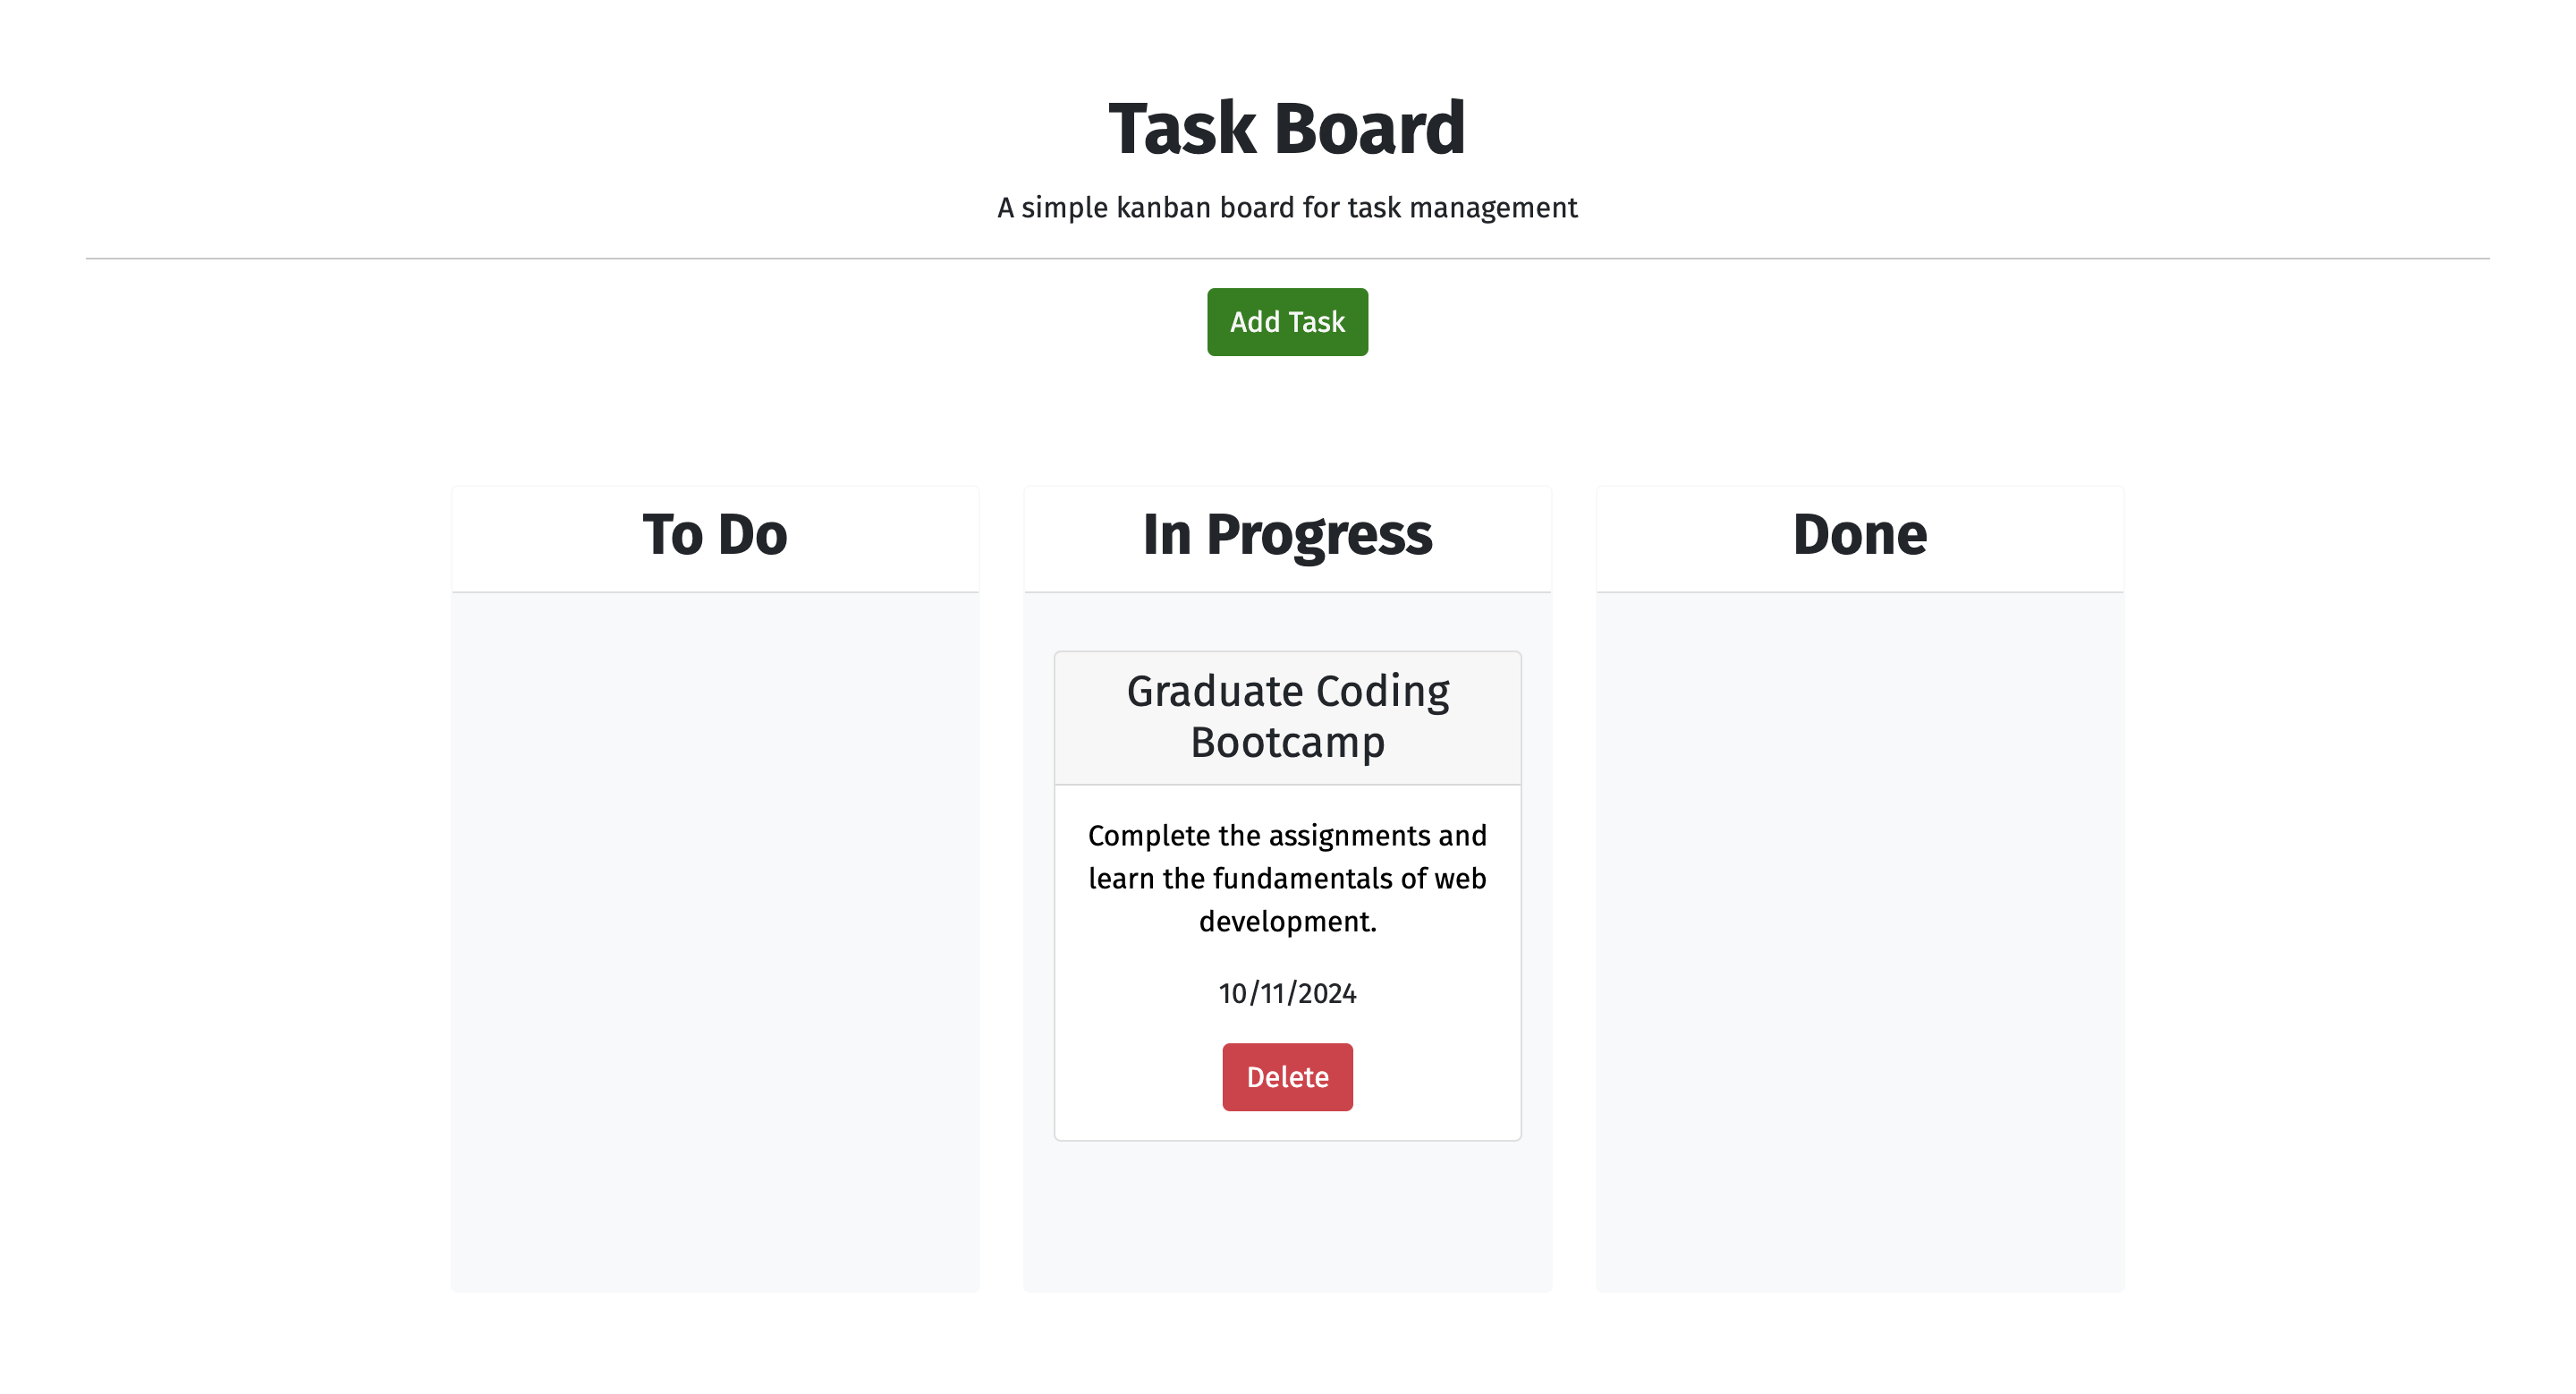 Task Board
A simple kanban board for task management
Add Task
To Do
In Progress
Done
Graduate Coding
Bootcamp
Complete the assignments and
learn the fundamentals of web
development.
10/11/2024
Delete